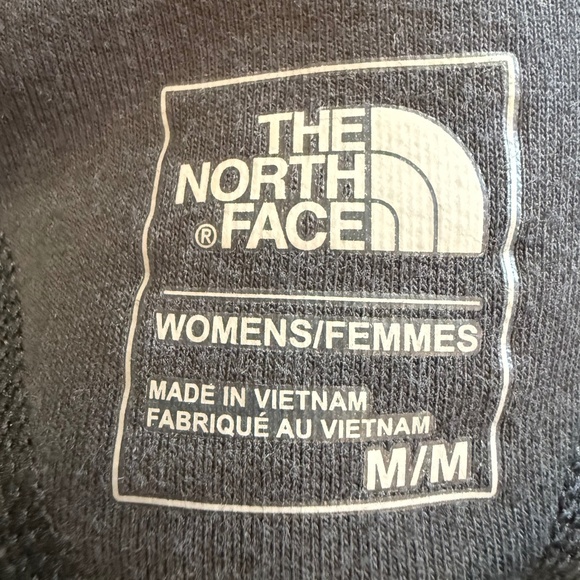 THE
NORTH
®FACE
WOMENS/FEMMES
MADE IN VIETNAM
FABRIQUÉ AU VIETNAM
M/M